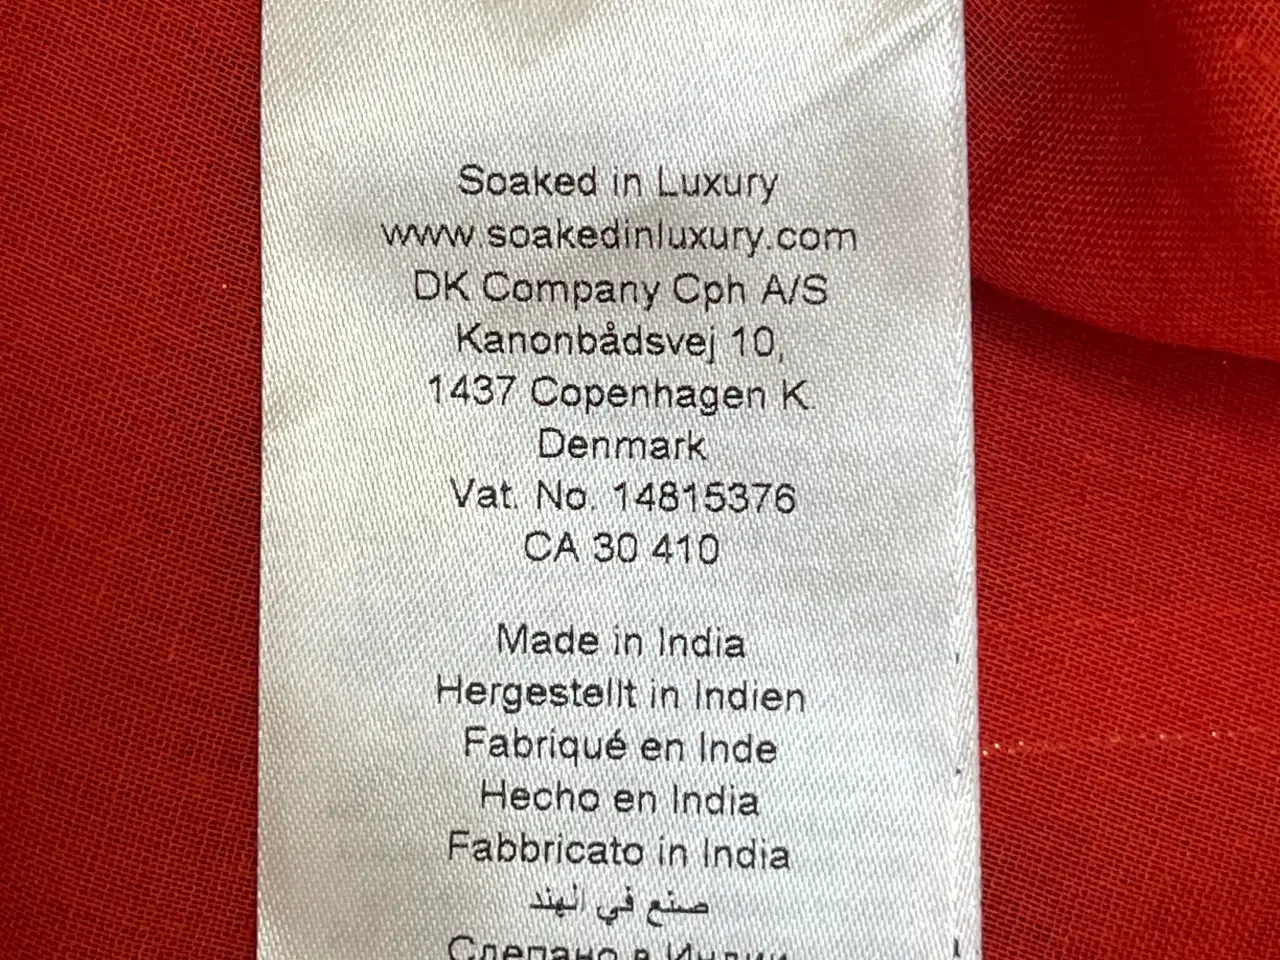 Soaked in Luxury
www.soakedinluxury.com
DK Company Cph A/S
Kanonbådsvej 10,
1437 Copenhagen K.
Denmark
Vat. No. 14815376
CA 30 410
Made in India
Hergestellt in Indien
Fabriqué en Inde
Hecho en India
Fabbricato in India
صنع في الهند
Сделано в Индии